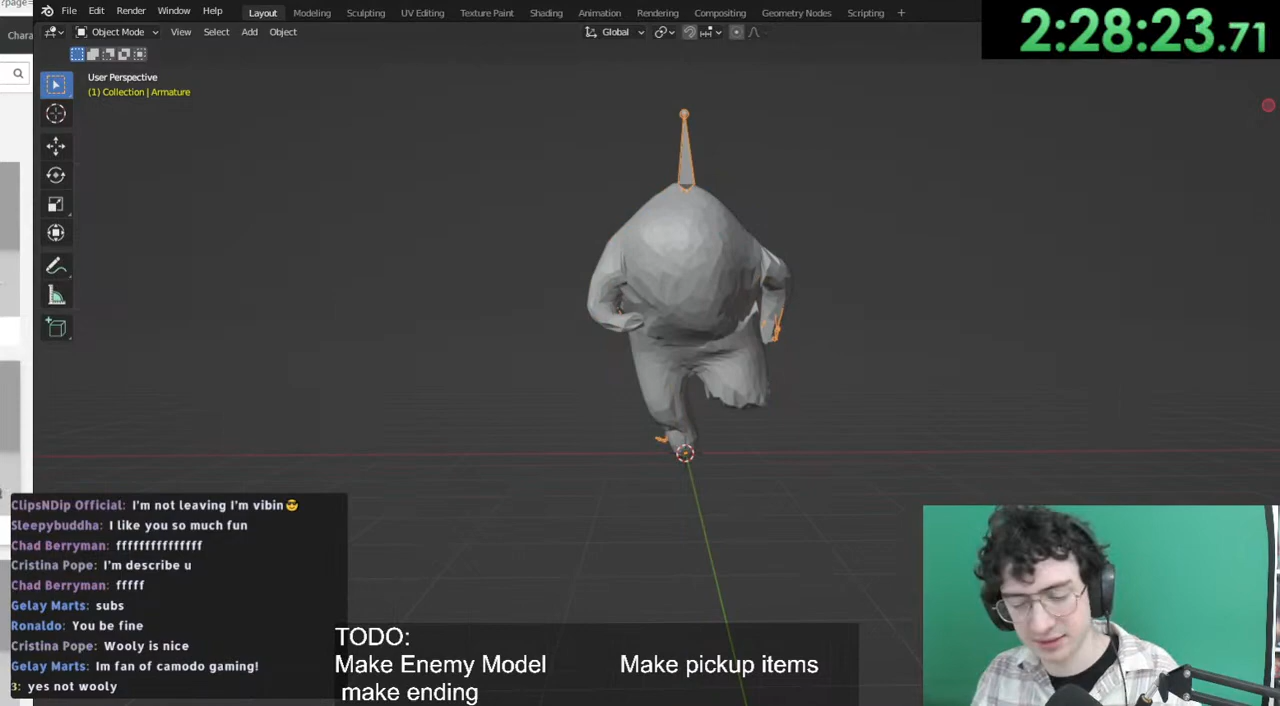 ?page=
Chara
File Edit Render Window Help Layout Modeling Sculpting UV Editing Texture Paint Shading Animation Rendering Compositing Geometry Nodes Scripting +
Object Mode View Select Add Object Global
2:28:23.71
User Perspective
(1) Collection | Armature
ClipsNDip Official: I'm not leaving I'm vibin😎
Sleepybuddha: I like you so much fun
Chad Berryman: fffffffffffffff
Cristina Pope: I'm describe u
Chad Berryman: fffff
Gelay Marts: subs
Ronaldo: You be fine
Cristina Pope: Wooly is nice
Gelay Marts: Im fan of camodo gaming!
3: yes not wooly
TODO:
Make Enemy Model Make pickup items
make ending